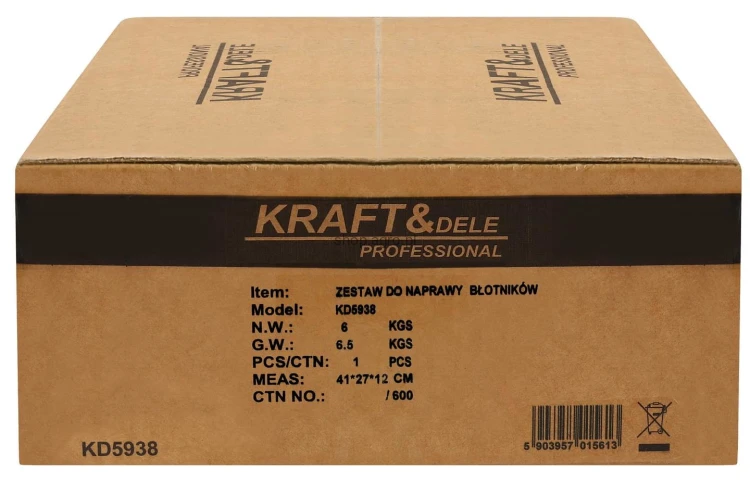 KRAFT&DELE
PROFESSIONAL
KRAFT&DELE
PROFESSIONAL
KRAFT&DELE
PROFESSIONAL
Item: ZESTAW DO NAPRAWY BŁOTNIKÓW
Model: KD5938
N.W.: 6 KGS
G.W.: 6.5 KGS
PCS/CTN: 1 PCS
MEAS: 41*27*12 CM
CTN NO.: / 600
KD5938
5 903957 015613